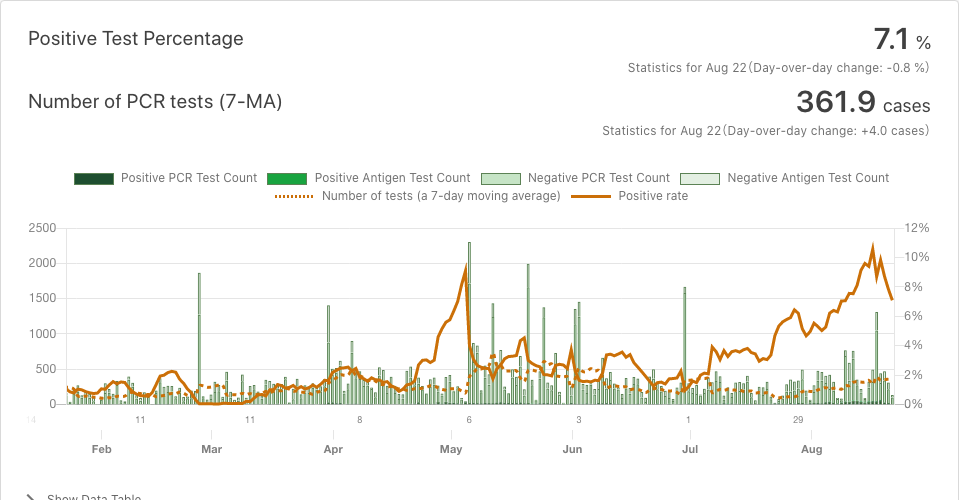 Positive Test Percentage
7.1 %
Statistics for Aug 22(Day-over-day change: -0.8 %)
Number of PCR tests (7-MA)
361.9 cases
Statistics for Aug 22(Day-over-day change: +4.0 cases)
Positive PCR Test Count Positive Antigen Test Count Negative PCR Test Count Negative Antigen Test Count
Number of tests (a 7-day moving average) Positive rate
2500 12%
2000 10%
1500 8%
6%
1000
4%
500 2%
0 0%
14 11 11 8 6 3 1 29
Feb Mar Apr May Jun Jul Aug
Show Data Table